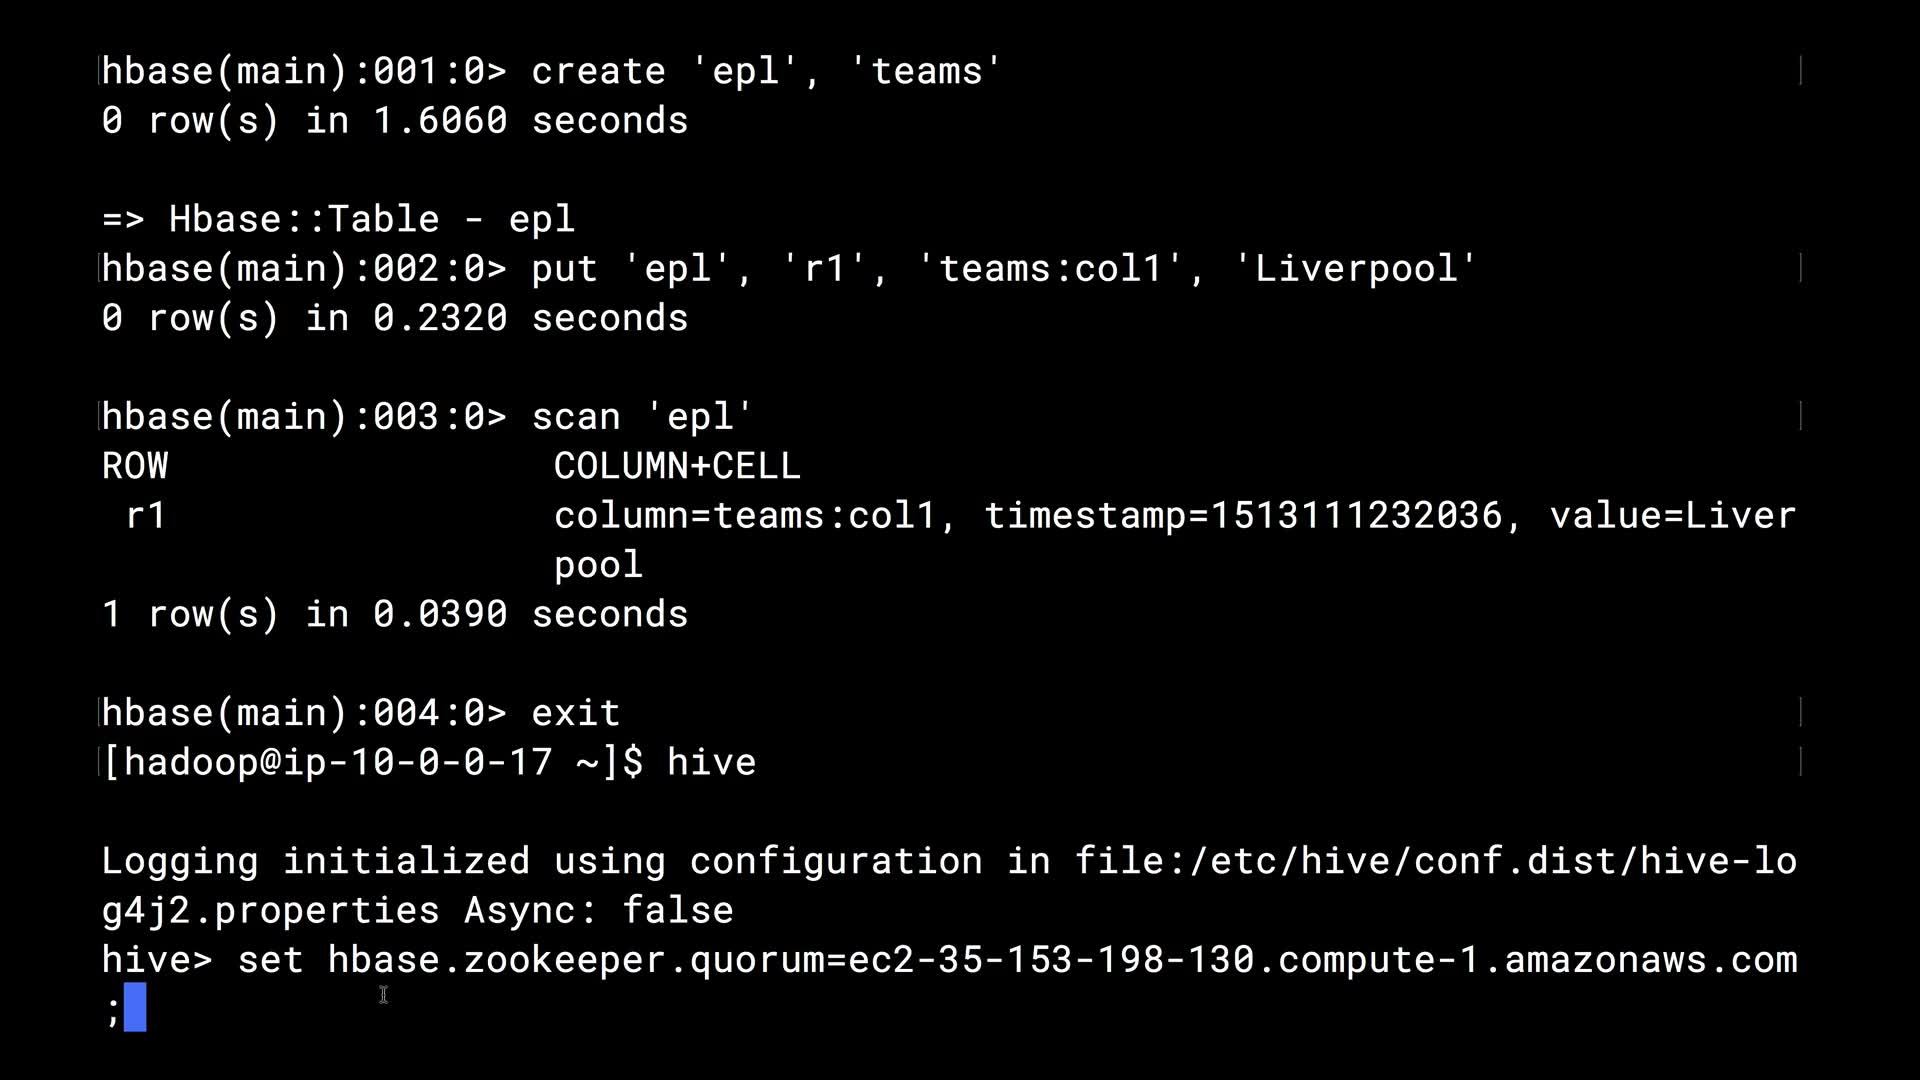 hbase(main):001:0> create 'epl', 'teams'
0 row(s) in 1.6060 seconds
=> Hbase::Table - epl
hbase(main):002:0> put 'epl', 'r1', 'teams:col1', 'Liverpool'
0 row(s) in 0.2320 seconds
hbase(main):003:0> scan 'epl'
ROW                 COLUMN+CELL
 r1                 column=teams:col1, timestamp=1513111232036, value=Liver
                    pool
1 row(s) in 0.0390 seconds
hbase(main):004:0> exit
[hadoop@ip-10-0-0-17 ~]$ hive
Logging initialized using configuration in file:/etc/hive/conf.dist/hive-lo
g4j2.properties Async: false
hive> set hbase.zookeeper.quorum=ec2-35-153-198-130.compute-1.amazonaws.com
;